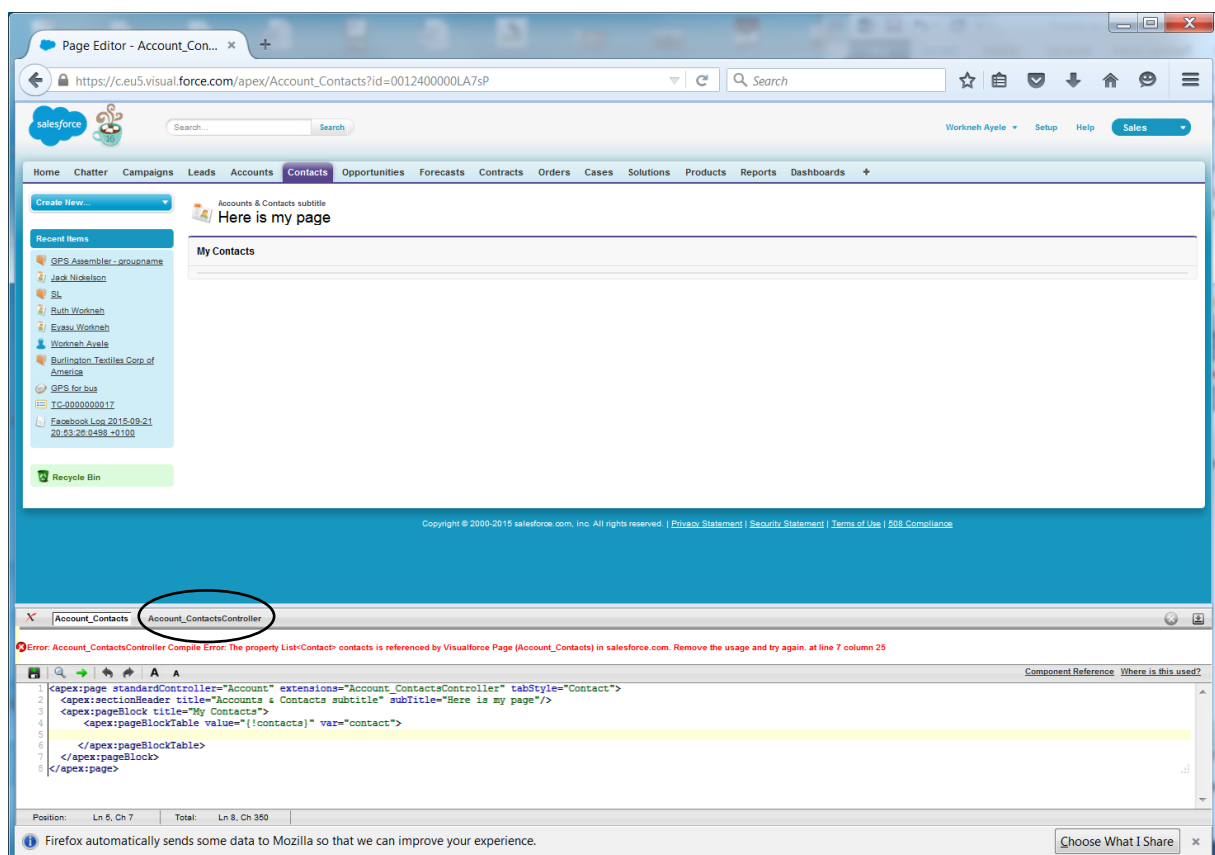 Page Editor - Account_Con... × +
https://c.eu5.visual.force.com/apex/Account_Contacts?id=0012400000LA7sP Search
salesforce 16 Search... Search Workneh Ayele Setup Help Sales
Home Chatter Campaigns Leads Accounts Contacts Opportunities Forecasts Contracts Orders Cases Solutions Products Reports Dashboards +
Create New...
Recent Items
GPS Assembler - groupname
Jack Nickelson
SL
Ruth Workneh
Eyasu Workneh
Workneh Ayele
Burlington Textiles Corp of
America
GPS for bus
TC-0000000017
Facebook Log 2015-09-21
20:53:26:0498 +0100
Recycle Bin
Accounts & Contacts subtitle
Here is my page
My Contacts
Copyright © 2000-2015 salesforce.com, inc. All rights reserved. | Privacy Statement | Security Statement | Terms of Use | 508 Compliance
Account_Contacts Account_ContactsController
Error: Account_ContactsController Compile Error: The property List<Contact> contacts is referenced by Visualforce Page (Account_Contacts) in salesforce.com. Remove the usage and try again. at line 7 column 25
A A Component Reference Where is this used?
1 <apex:page standardController="Account" extensions="Account_ContactsController" tabStyle="Contact">
2 <apex:sectionHeader title="Accounts & Contacts subtitle" subTitle="Here is my page"/>
3 <apex:pageBlock title="My Contacts">
4 <apex:pageBlockTable value="{!contacts}" var="contact">
5
6 </apex:pageBlockTable>
7 </apex:pageBlock>
8 </apex:page>
Position: Ln 5, Ch 7 Total: Ln 8, Ch 350
Firefox automatically sends some data to Mozilla so that we can improve your experience. Choose What I Share ×